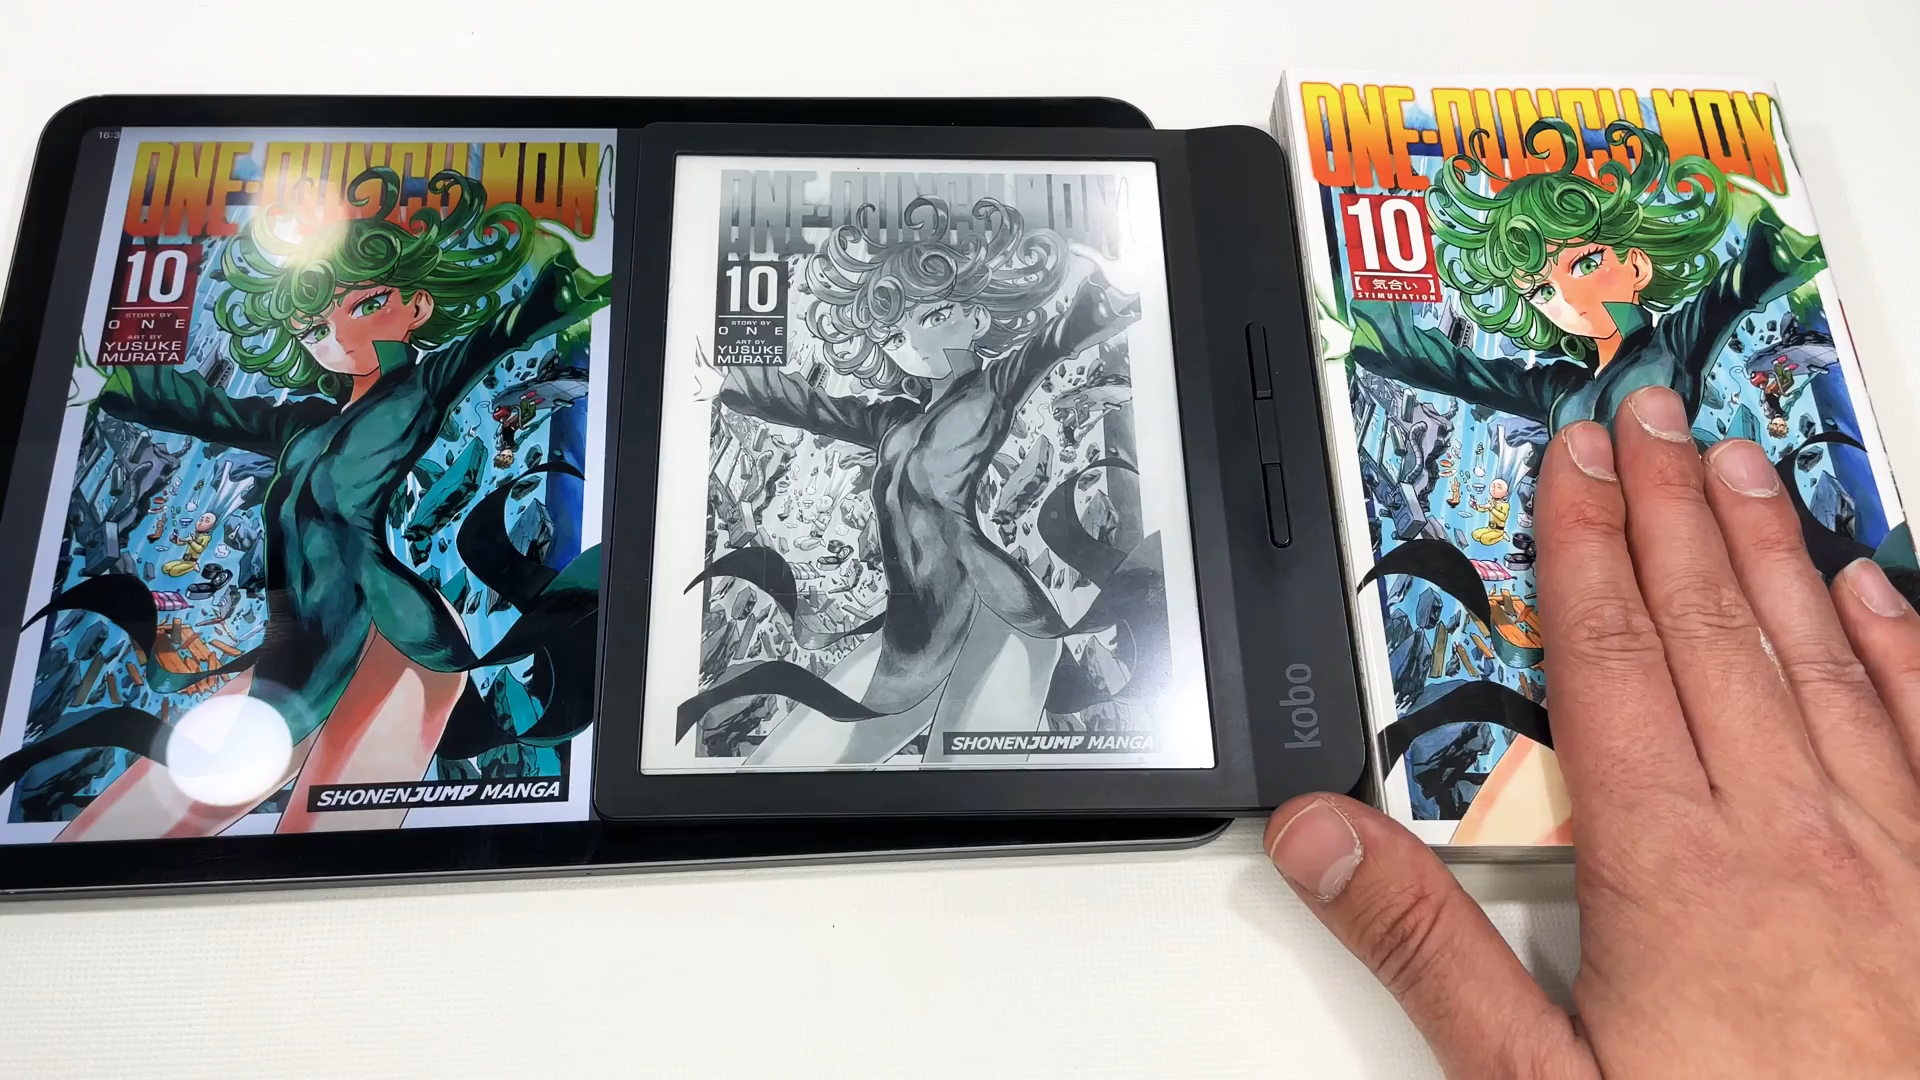 16:3
ONE-PUNCH MAN
10
STORY BY
ONE
ART BY
YUSUKE
MURATA
SHONENJUMP MANGA
ONE-PUNCH MAN
10
STORY BY
ONE
ART BY
YUSUKE
MURATA
SHONENJUMP MANGA
kobo
ONE-PUNCH MAN
10
【気合い】
STIMULATION